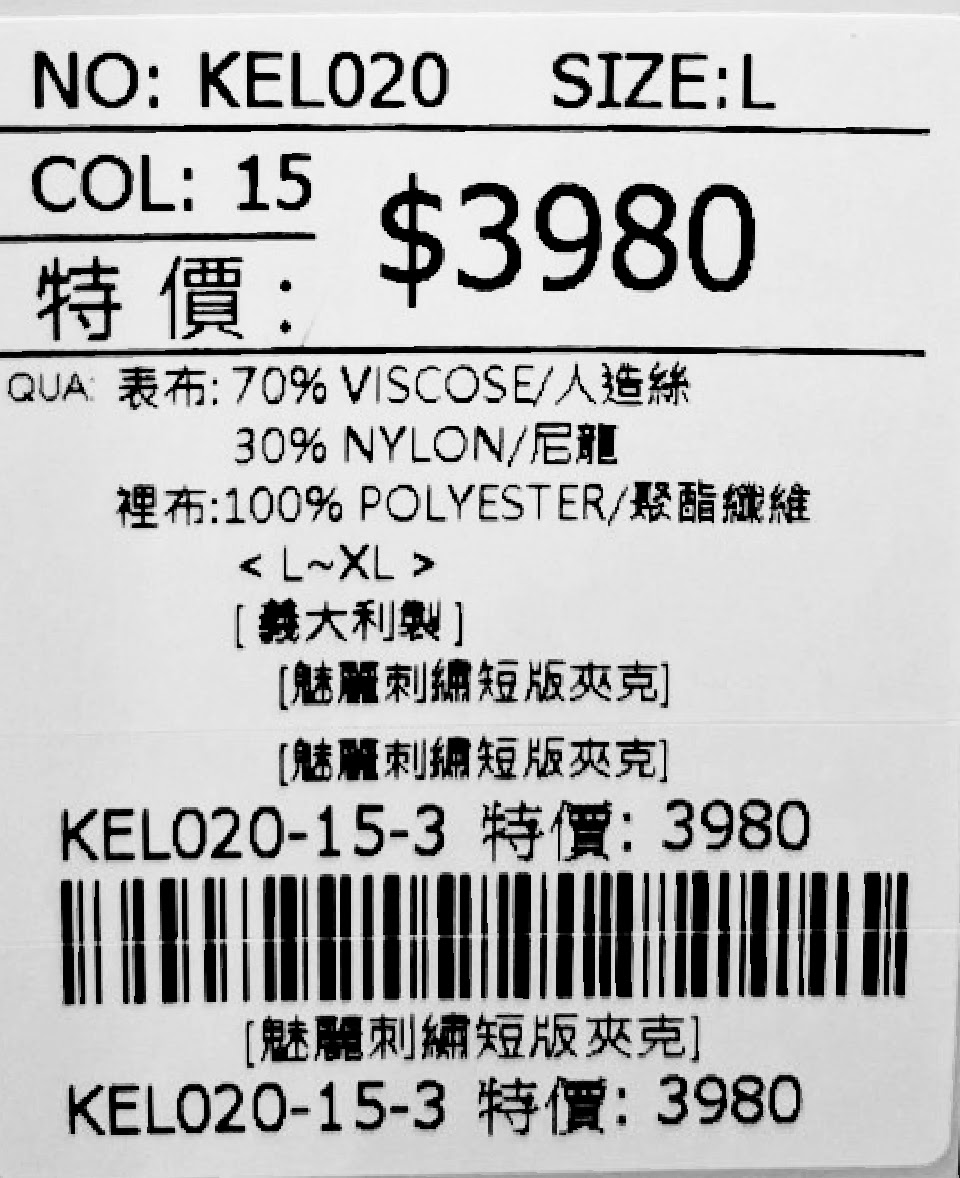 NO: KEL020 SIZE:L
COL: 15
$3980
特價:
QUA: 表布: 70% VISCOSE/人造絲
30% NYLON/尼龍
裡布:100% POLYESTER/聚酯纖維
< L~XL >
[ 義大利製 ]
[魅麗刺繡短版夾克]
[魅麗刺繡短版夾克]
KEL020-15-3 特價: 3980
[魅麗刺繡短版夾克]
KEL020-15-3 特價: 3980